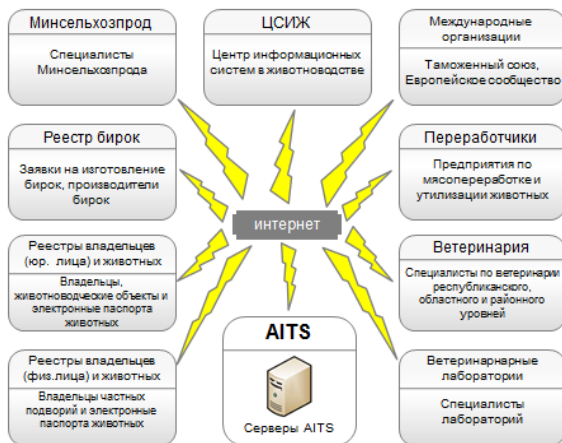 Минсельхозпрод
Специалисты
Минсельхозпрода
ЦСИЖ
Центр информационных
систем в животноводстве
Международные
организации
Таможенный союз,
Европейское сообщество
Реестр бирок
Заявки на изготовление
бирок, производители
бирок
Переработчики
Предприятия по
мясопереработке и
утилизации животных
интернет
Реестры владельцев
(юр. лица) и животных
Владельцы,
животноводческие объекты и
электронные паспорта
животных
Ветеринария
Специалисты по ветеринарии
республиканского,
областного и районного
уровней
AITS
Серверы AITS
Реестры владельцев
(физ.лица) и животных
Владельцы частных
подворий и электронные
паспорта животных
Ветеринарнарные
лаборатории
Специалисты
лабораторий